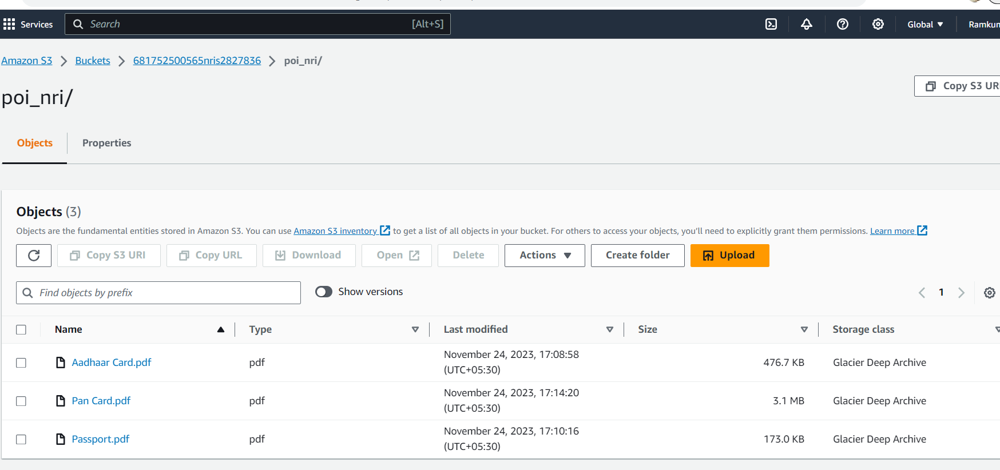 Services Search [Alt+S] Global
Amazon S3 Buckets 681752500565nris2827836 poi_nri/
Copy S3 URI
poi_nri/
Objects Properties
Objects (3)
Objects are the fundamental entities stored in Amazon S3. You can use Amazon S3 inventory to get a list of all objects in your bucket. For others to access your objects, you'll need to explicitly grant them permissions. Learn more
Copy S3 URI Copy URL Download Open Delete Actions Create folder Upload
Find objects by prefix Show versions 1
Name Type Last modified Size Storage class
Aadhaar Card.pdf pdf November 24, 2023, 17:08:58 (UTC+05:30) 476.7 KB Glacier Deep Archive
Pan Card.pdf pdf November 24, 2023, 17:14:20 (UTC+05:30) 3.1 MB Glacier Deep Archive
Passport.pdf pdf November 24, 2023, 17:10:16 (UTC+05:30) 173.0 KB Glacier Deep Archive